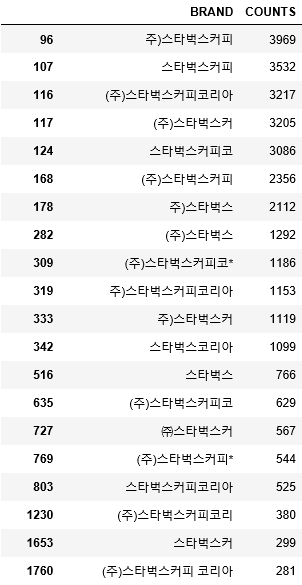 BRAND COUNTS
96 주)스타벅스커피 3969
107 스타벅스커피 3532
116 (주)스타벅스커피코리아 3217
117 (주)스타벅스커 3205
124 스타벅스커피코 3086
168 (주)스타벅스커피 2356
178 주)스타벅스 2112
282 (주)스타벅스 1292
309 (주)스타벅스커피코* 1186
319 주)스타벅스커피코리아 1153
333 주)스타벅스커 1119
342 스타벅스코리아 1099
516 스타벅스 766
635 (주)스타벅스커피코 629
727 ㈜스타벅스커 567
769 (주)스타벅스커피* 544
803 스타벅스커피코리아 525
1230 (주)스타벅스커피코리 380
1653 스타벅스커 299
1760 (주)스타벅스커피 코리아 281